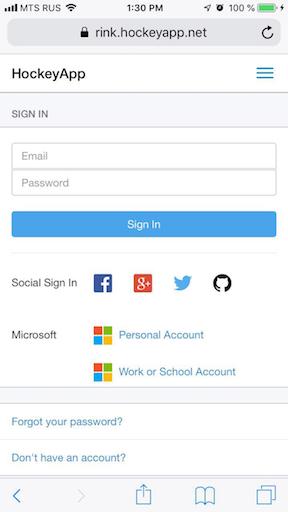 MTS RUS 1:30 PM 100 %
rink.hockeyapp.net
HockeyApp
SIGN IN
Email
Password
Sign In
Social Sign In
Microsoft Personal Account
Work or School Account
Forgot your password?
Don't have an account?